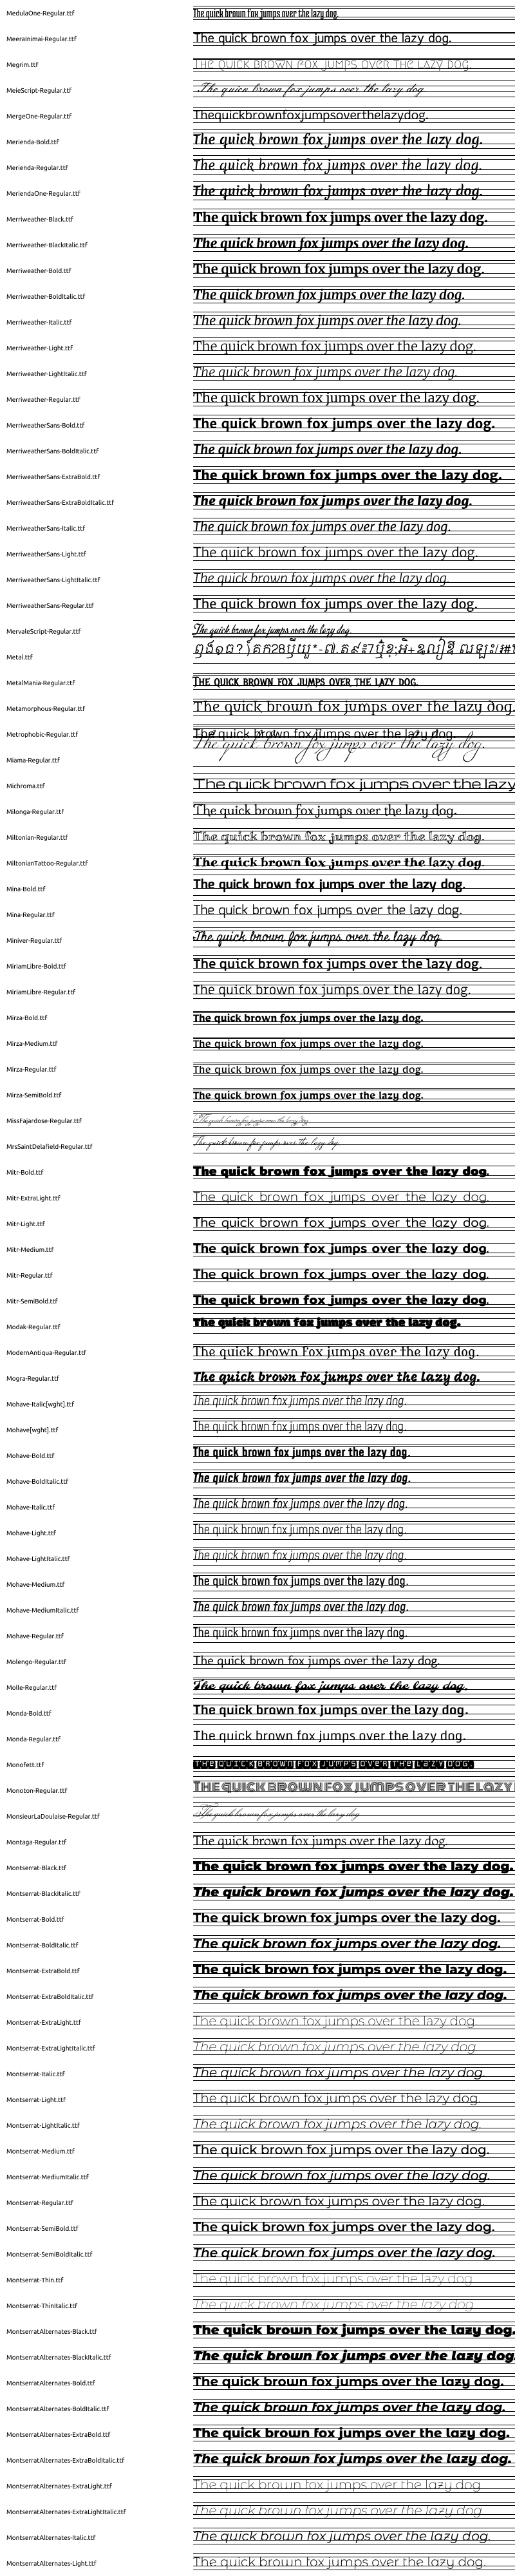 MedulaOne-Regular.ttf The quick brown fox jumps over the lazy dog.
MeeraInimai-Regular.ttf The quick brown fox jumps over the lazy dog.
Megrim.ttf THE QUICK BROWN FOX JUMPS OVER THE LAZY DOG.
MeieScript-Regular.ttf The quick brown fox jumps over the lazy dog.
MergeOne-Regular.ttf Thequickbrownfoxjumpsoverthelazydog.
Merienda-Bold.ttf The quick brown fox jumps over the lazy dog.
Merienda-Regular.ttf The quick brown fox jumps over the lazy dog.
MeriendaOne-Regular.ttf The quick brown fox jumps over the lazy dog.
Merriweather-Black.ttf The quick brown fox jumps over the lazy dog.
Merriweather-BlackItalic.ttf The quick brown fox jumps over the lazy dog.
Merriweather-Bold.ttf The quick brown fox jumps over the lazy dog.
Merriweather-BoldItalic.ttf The quick brown fox jumps over the lazy dog.
Merriweather-Italic.ttf The quick brown fox jumps over the lazy dog.
Merriweather-Light.ttf The quick brown fox jumps over the lazy dog.
Merriweather-LightItalic.ttf The quick brown fox jumps over the lazy dog.
Merriweather-Regular.ttf The quick brown fox jumps over the lazy dog.
MerriweatherSans-Bold.ttf The quick brown fox jumps over the lazy dog.
MerriweatherSans-BoldItalic.ttf The quick brown fox jumps over the lazy dog.
MerriweatherSans-ExtraBold.ttf The quick brown fox jumps over the lazy dog.
MerriweatherSans-ExtraBoldItalic.ttf The quick brown fox jumps over the lazy dog.
MerriweatherSans-Italic.ttf The quick brown fox jumps over the lazy dog.
MerriweatherSans-Light.ttf The quick brown fox jumps over the lazy dog.
MerriweatherSans-LightItalic.ttf The quick brown fox jumps over the lazy dog.
MerriweatherSans-Regular.ttf The quick brown fox jumps over the lazy dog.
MervaleScript-Regular.ttf The quick brown fox jumps over the lazy dog.
Metal.ttf
MetalMania-Regular.ttf The quick brown fox jumps over the lazy dog.
Metamorphous-Regular.ttf The quick brown fox jumps over the lazy dog.
Metrophobic-Regular.ttf The quick brown fox jumps over the lazy dog.
Miama-Regular.ttf The quick brown fox jumps over the lazy dog.
Michroma.ttf The quick brown fox jumps over the lazy
Milonga-Regular.ttf The quick brown fox jumps over the lazy dog.
Miltonian-Regular.ttf The quick brown fox jumps over the lazy dog.
MiltonianTattoo-Regular.ttf The quick brown fox jumps over the lazy dog.
Mina-Bold.ttf The quick brown fox jumps over the lazy dog.
Mina-Regular.ttf The quick brown fox jumps over the lazy dog.
Miniver-Regular.ttf The quick brown fox jumps over the lazy dog.
MiriamLibre-Bold.ttf The quick brown fox jumps over the lazy dog.
MiriamLibre-Regular.ttf The quick brown fox jumps over the lazy dog.
Mirza-Bold.ttf The quick brown fox jumps over the lazy dog.
Mirza-Medium.ttf The quick brown fox jumps over the lazy dog.
Mirza-Regular.ttf The quick brown fox jumps over the lazy dog.
Mirza-SemiBold.ttf The quick brown fox jumps over the lazy dog.
MissFajardose-Regular.ttf The quick brown fox jumps over the lazy dog.
MrsSaintDelafield-Regular.ttf The quick brown fox jumps over the lazy dog.
Mitr-Bold.ttf The quick brown fox jumps over the lazy dog.
Mitr-ExtraLight.ttf The quick brown fox jumps over the lazy dog.
Mitr-Light.ttf The quick brown fox jumps over the lazy dog.
Mitr-Medium.ttf The quick brown fox jumps over the lazy dog.
Mitr-Regular.ttf The quick brown fox jumps over the lazy dog.
Mitr-SemiBold.ttf The quick brown fox jumps over the lazy dog.
Modak-Regular.ttf The quick brown fox jumps over the lazy dog.
ModernAntiqua-Regular.ttf The quick brown fox jumps over the lazy dog.
Mogra-Regular.ttf The quick brown fox jumps over the lazy dog.
Mohave-Italic[wght].ttf The quick brown fox jumps over the lazy dog.
Mohave[wght].ttf The quick brown fox jumps over the lazy dog.
Mohave-Bold.ttf The quick brown fox jumps over the lazy dog.
Mohave-BoldItalic.ttf The quick brown fox jumps over the lazy dog.
Mohave-Italic.ttf The quick brown fox jumps over the lazy dog.
Mohave-Light.ttf The quick brown fox jumps over the lazy dog.
Mohave-LightItalic.ttf The quick brown fox jumps over the lazy dog.
Mohave-Medium.ttf The quick brown fox jumps over the lazy dog.
Mohave-MediumItalic.ttf The quick brown fox jumps over the lazy dog.
Mohave-Regular.ttf The quick brown fox jumps over the lazy dog.
Molengo-Regular.ttf The quick brown fox jumps over the lazy dog.
Molle-Regular.ttf The quick brown fox jumps over the lazy dog.
Monda-Bold.ttf The quick brown fox jumps over the lazy dog.
Monda-Regular.ttf The quick brown fox jumps over the lazy dog.
Monofett.ttf THE QUICK BROWN FOX JUMPS OVER THE LAZY DOG.
Monoton-Regular.ttf THE QUICK BROWN FOX JUMPS OVER THE LAZY
MonsieurLaDoulaise-Regular.ttf The quick brown fox jumps over the lazy dog.
Montaga-Regular.ttf The quick brown fox jumps over the lazy dog.
Montserrat-Black.ttf The quick brown fox jumps over the lazy dog.
Montserrat-BlackItalic.ttf The quick brown fox jumps over the lazy dog.
Montserrat-Bold.ttf The quick brown fox jumps over the lazy dog.
Montserrat-BoldItalic.ttf The quick brown fox jumps over the lazy dog.
Montserrat-ExtraBold.ttf The quick brown fox jumps over the lazy dog.
Montserrat-ExtraBoldItalic.ttf The quick brown fox jumps over the lazy dog.
Montserrat-ExtraLight.ttf The quick brown fox jumps over the lazy dog.
Montserrat-ExtraLightItalic.ttf The quick brown fox jumps over the lazy dog.
Montserrat-Italic.ttf The quick brown fox jumps over the lazy dog.
Montserrat-Light.ttf The quick brown fox jumps over the lazy dog.
Montserrat-LightItalic.ttf The quick brown fox jumps over the lazy dog.
Montserrat-Medium.ttf The quick brown fox jumps over the lazy dog.
Montserrat-MediumItalic.ttf The quick brown fox jumps over the lazy dog.
Montserrat-Regular.ttf The quick brown fox jumps over the lazy dog.
Montserrat-SemiBold.ttf The quick brown fox jumps over the lazy dog.
Montserrat-SemiBoldItalic.ttf The quick brown fox jumps over the lazy dog.
Montserrat-Thin.ttf The quick brown fox jumps over the lazy dog.
Montserrat-ThinItalic.ttf The quick brown fox jumps over the lazy dog.
MontserratAlternates-Black.ttf The quick brown fox jumps over the lazy dog.
MontserratAlternates-BlackItalic.ttf The quick brown fox jumps over the lazy dog.
MontserratAlternates-Bold.ttf The quick brown fox jumps over the lazy dog.
MontserratAlternates-BoldItalic.ttf The quick brown fox jumps over the lazy dog.
MontserratAlternates-ExtraBold.ttf The quick brown fox jumps over the lazy dog.
MontserratAlternates-ExtraBoldItalic.ttf The quick brown fox jumps over the lazy dog.
MontserratAlternates-ExtraLight.ttf The quick brown fox jumps over the lazy dog.
MontserratAlternates-ExtraLightItalic.ttf The quick brown fox jumps over the lazy dog.
MontserratAlternates-Italic.ttf The quick brown fox jumps over the lazy dog.
MontserratAlternates-Light.ttf The quick brown fox jumps over the lazy dog.